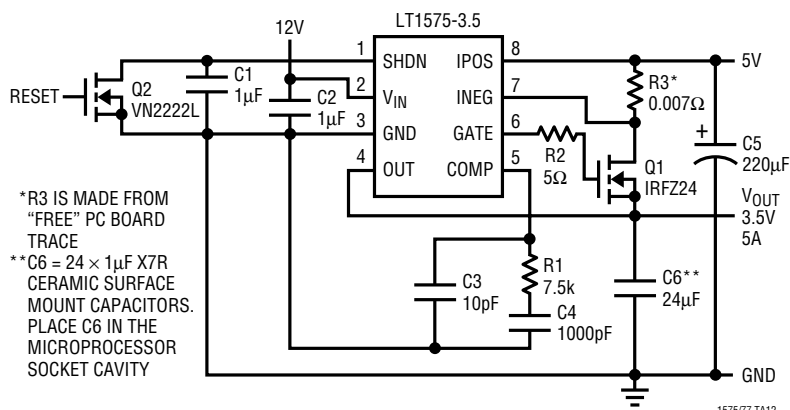 LT1575-3.5
12V
1
SHDN
IPOS
8
5V
C1
1µF
R3*
0.007Ω
RESET
Q2
VN2222L
2
VIN
INEG
7
C2
1µF
3
GND
GATE
6
+
C5
220µF
4
OUT
COMP
5
R2
5Ω
Q1
IRFZ24
VOUT
3.5V
5A
*R3 IS MADE FROM
"FREE" PC BOARD
TRACE
**C6 = 24 × 1µF X7R
CERAMIC SURFACE
MOUNT CAPACITORS.
PLACE C6 IN THE
MICROPROCESSOR
SOCKET CAVITY
C3
10pF
R1
7.5k
C4
1000pF
C6**
24µF
GND
1575/77 TA12